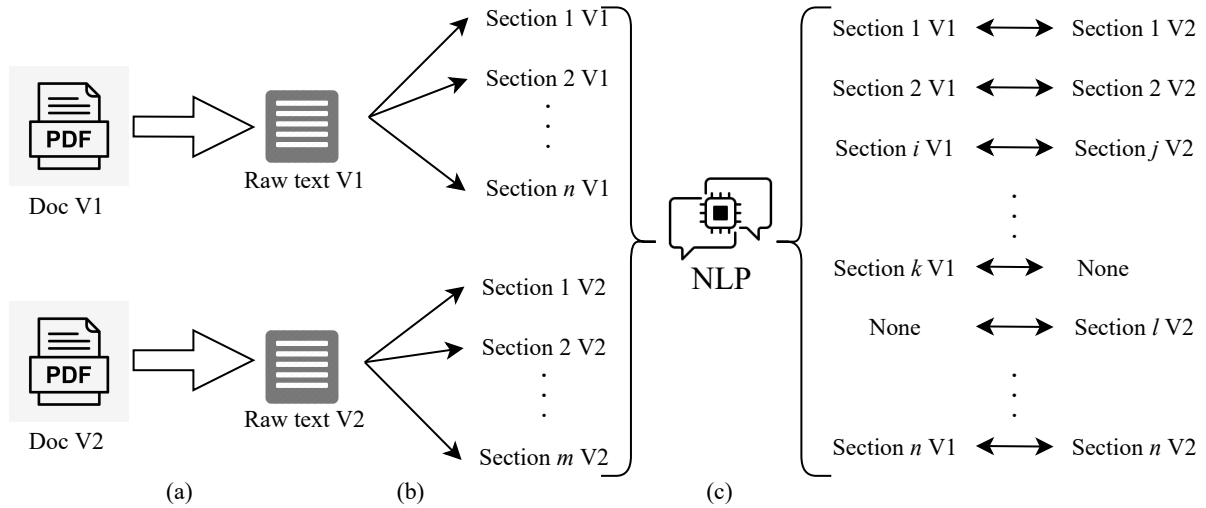 PDF
Doc V1
Raw text V1
Section 1 V1
Section 2 V1
Section n V1
PDF
Doc V2
Raw text V2
Section 1 V2
Section 2 V2
Section m V2
NLP
Section 1 V1 Section 1 V2
Section 2 V1 Section 2 V2
Section i V1 Section j V2
Section k V1 None
None Section l V2
Section n V1 Section n V2
(a) (b) (c)